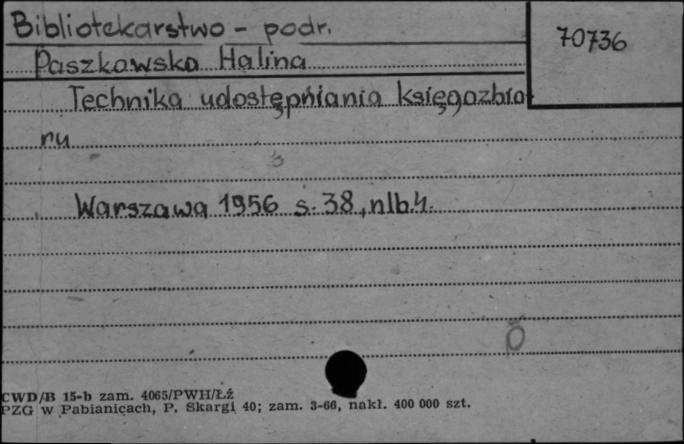 Bibliotekarstwo - podr.
70736
Paszkowska Halina
Technika udostępniania księgozbio
ru
Warszawa 1956 s. 38, nlb 4.
CWD/B 15-b zam. 4065/PWH/Łź
PZG w Pabianicach, P. Skargi 40; zam. 3-66, nakł. 400 000 szt.